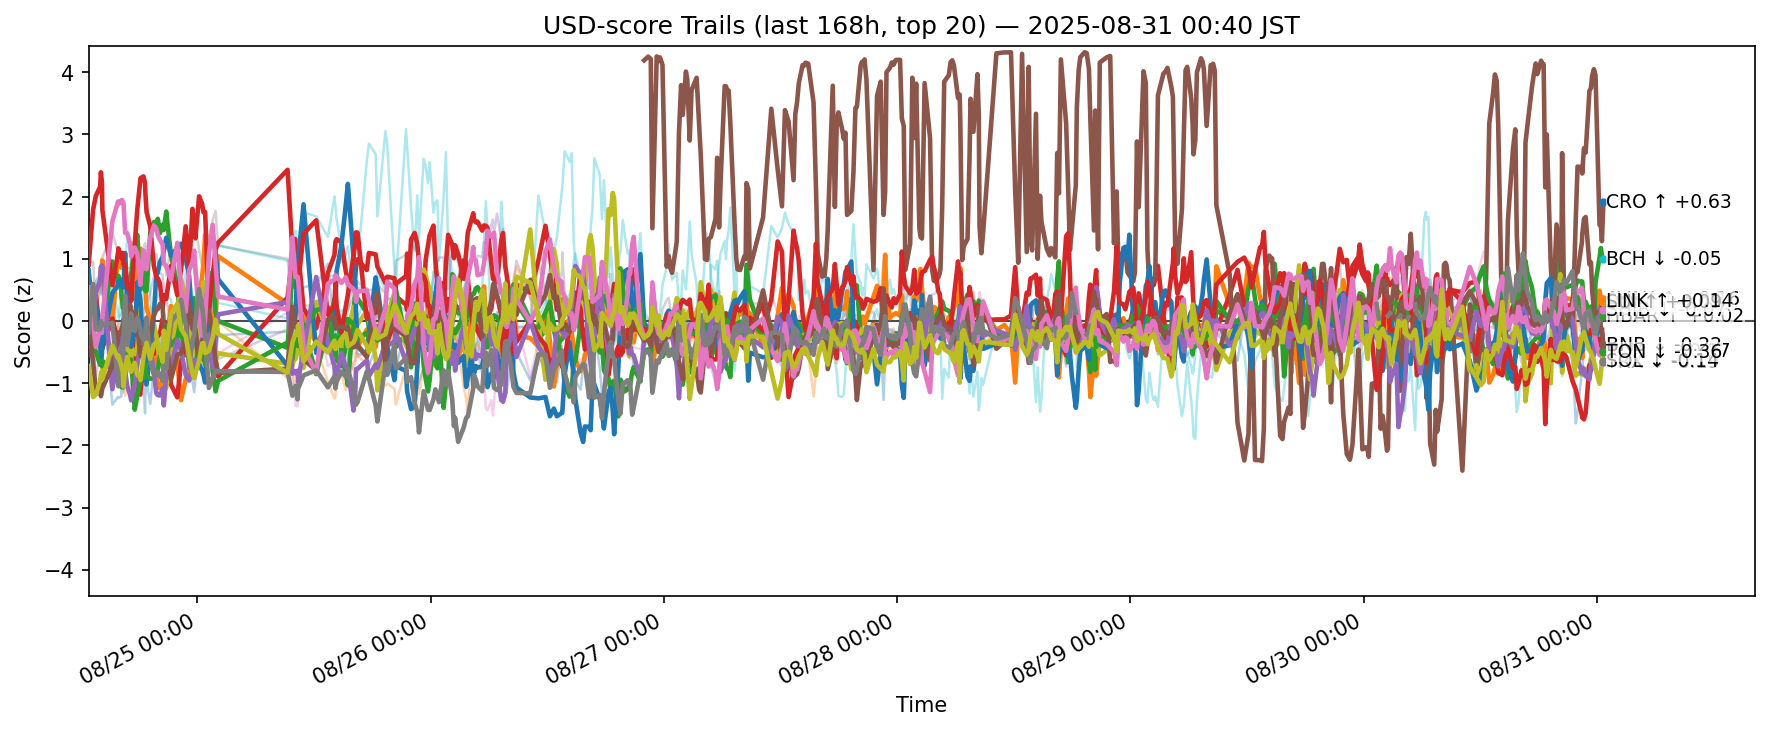 USD-score Trails (last 168h, top 20) — 2025-08-31 00:40 JST
Score (z)
4
3
2
1
0
−1
−2
−3
−4
CRO ↑ +0.63
BCH ↓ -0.05
LINK ↑ +0.14
TON ↓ -0.36
SOL ↓ -0.14
08/25 00:00
08/26 00:00
08/27 00:00
08/28 00:00
08/29 00:00
08/30 00:00
08/31 00:00
Time